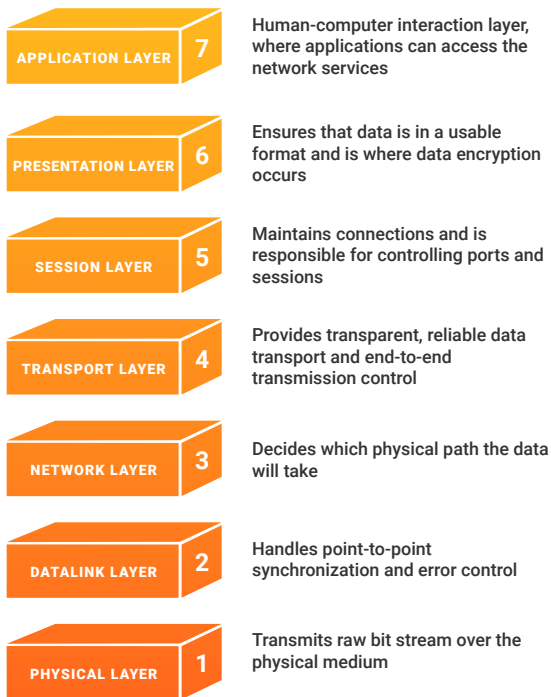 APPLICATION LAYER 7
Human-computer interaction layer,
where applications can access the
network services
PRESENTATION LAYER 6
Ensures that data is in a usable
format and is where data encryption
occurs
SESSION LAYER 5
Maintains connections and is
responsible for controlling ports and
sessions
TRANSPORT LAYER 4
Provides transparent, reliable data
transport and end-to-end
transmission control
NETWORK LAYER 3
Decides which physical path the data
will take
DATALINK LAYER 2
Handles point-to-point
synchronization and error control
PHYSICAL LAYER 1
Transmits raw bit stream over the
physical medium